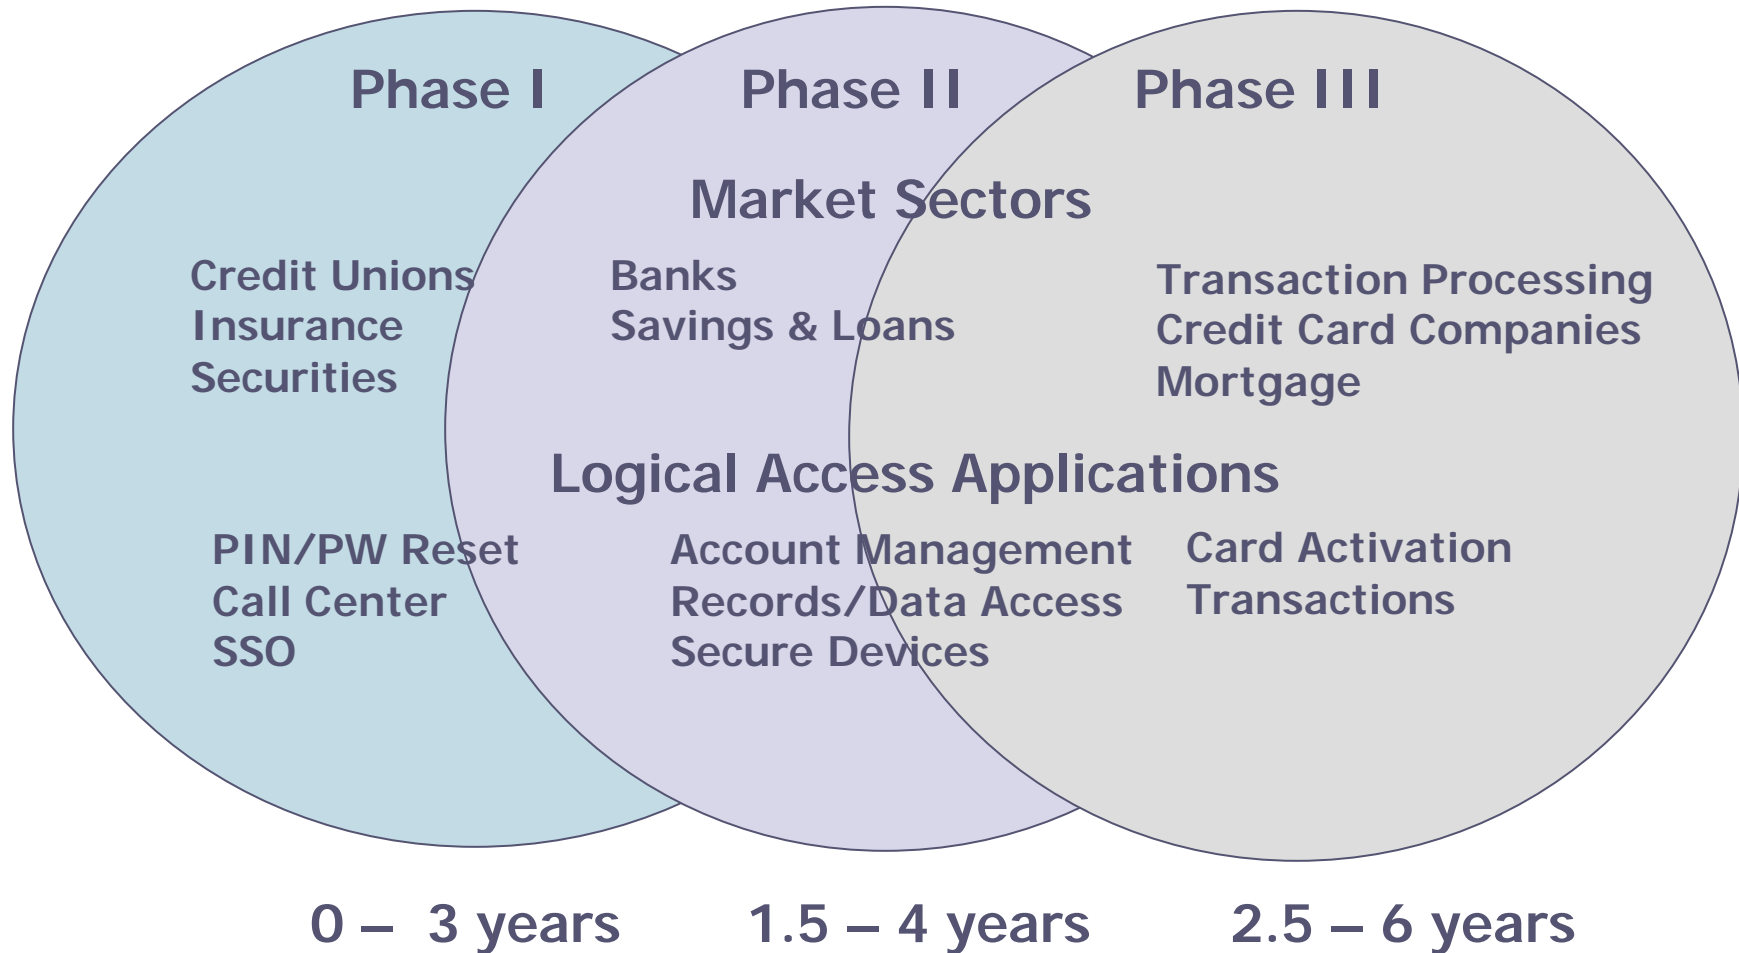 Phase I
Phase II
Phase III
Market Sectors
Credit Unions
Insurance
Securities
Banks
Savings & Loans
Transaction Processing
Credit Card Companies
Mortgage
Logical Access Applications
PIN/PW Reset
Call Center
SSO
Account Management
Records/Data Access
Secure Devices
Card Activation
Transactions
0 – 3 years
1.5 – 4 years
2.5 – 6 years